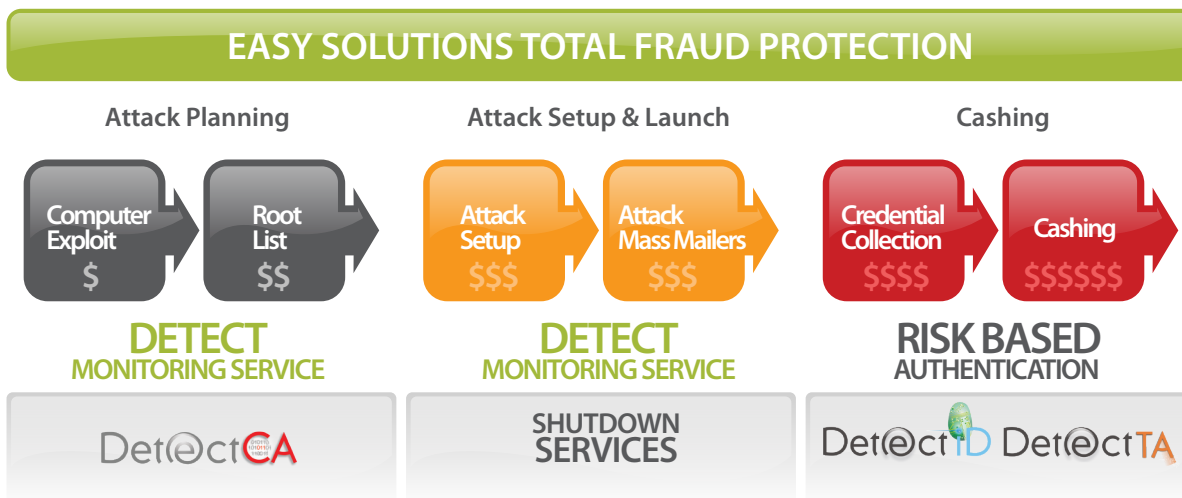 EASY SOLUTIONS TOTAL FRAUD PROTECTION
Attack Planning
Computer
Exploit
$
Root
List
$$
DETECT
MONITORING SERVICE
DetectCA
Attack Setup & Launch
Attack
Setup
$$$
Attack
Mass Mailers
$$$
DETECT
MONITORING SERVICE
SHUTDOWN
SERVICES
Cashing
Credential
Collection
$$$$
Cashing
$$$$$$
RISK BASED
AUTHENTICATION
DetectID
DetectTA